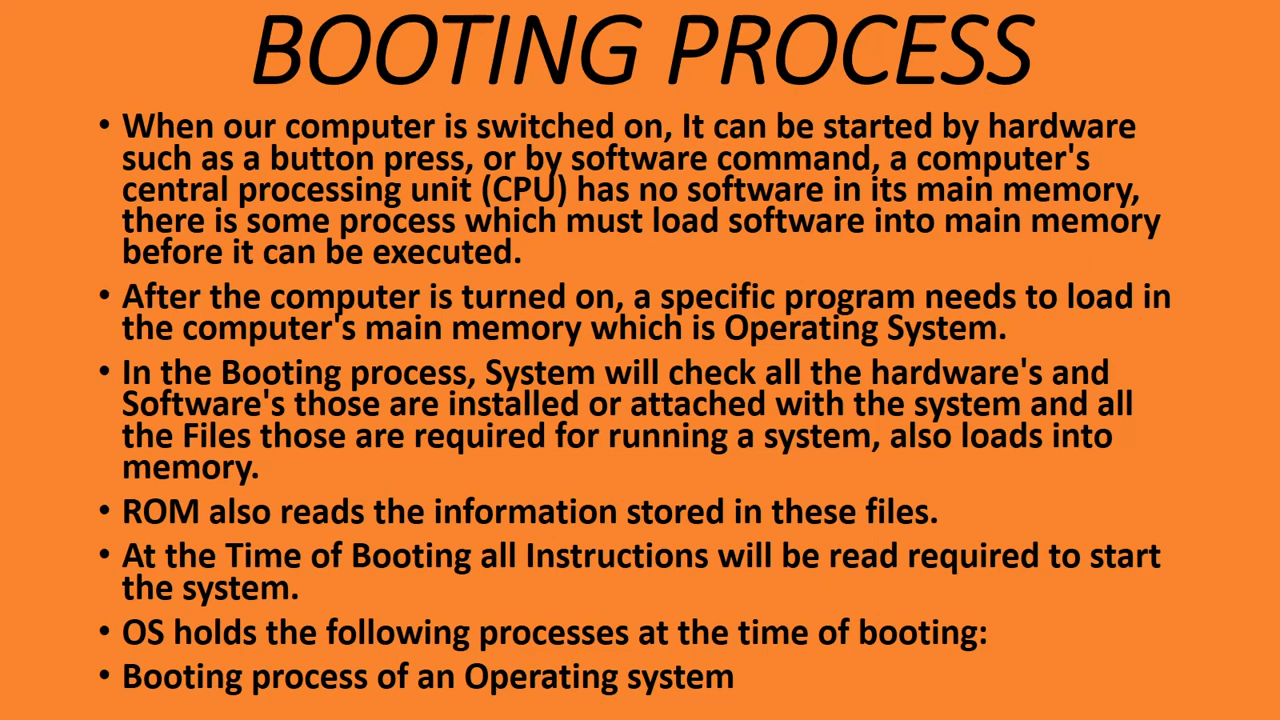 BOOTING PROCESS
• When our computer is switched on, It can be started by hardware
such as a button press, or by software command, a computer's
central processing unit (CPU) has no software in its main memory,
there is some process which must load software into main memory
before it can be executed.
• After the computer is turned on, a specific program needs to load in
the computer's main memory which is Operating System.
• In the Booting process, System will check all the hardware's and
Software's those are installed or attached with the system and all
the Files those are required for running a system, also loads into
memory.
• ROM also reads the information stored in these files.
• At the Time of Booting all Instructions will be read required to start
the system.
• OS holds the following processes at the time of booting:
• Booting process of an Operating system